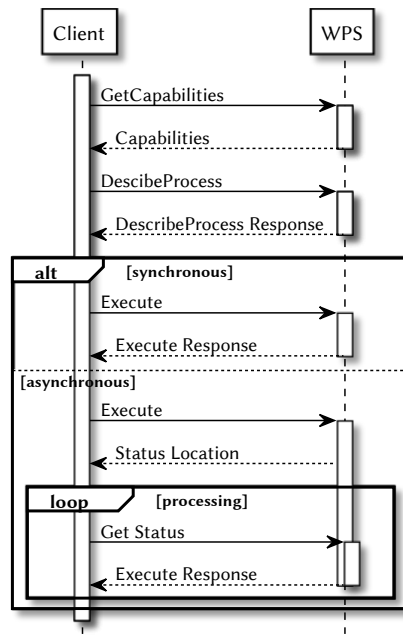 Client WPS
GetCapabilities
Capabilities
DescibeProcess
DescribeProcess Response
alt [synchronous]
Execute
Execute Response
[asynchronous]
Execute
Status Location
loop [processing]
Get Status
Execute Response